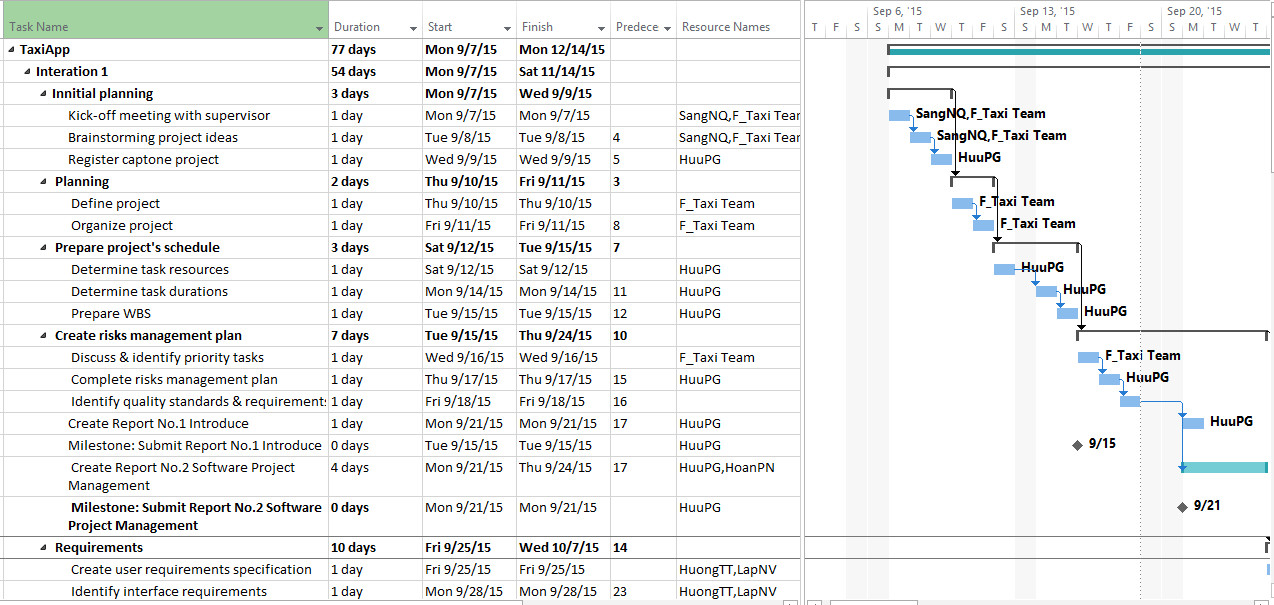 Task Name Duration Start Finish Predece Resource Names
Sep 6, '15 Sep 13, '15 Sep 20, '15
T F S S M T W T F S S M T W T F S S M T W T
TaxiApp 77 days Mon 9/7/15 Mon 12/14/15
Interation 1 54 days Mon 9/7/15 Sat 11/14/15
Innitial planning 3 days Mon 9/7/15 Wed 9/9/15
Kick-off meeting with supervisor 1 day Mon 9/7/15 Mon 9/7/15 SangNQ,F_Taxi Tear SangNQ,F_Taxi Team
Brainstorming project ideas 1 day Tue 9/8/15 Tue 9/8/15 4 SangNQ,F_Taxi Tear SangNQ,F_Taxi Team
Register captone project 1 day Wed 9/9/15 Wed 9/9/15 5 HuuPG HuuPG
Planning 2 days Thu 9/10/15 Fri 9/11/15 3
Define project 1 day Thu 9/10/15 Thu 9/10/15 F_Taxi Team F_Taxi Team
Organize project 1 day Fri 9/11/15 Fri 9/11/15 8 F_Taxi Team F_Taxi Team
Prepare project's schedule 3 days Sat 9/12/15 Tue 9/15/15 7
Determine task resources 1 day Sat 9/12/15 Sat 9/12/15 HuuPG HuuPG
Determine task durations 1 day Mon 9/14/15 Mon 9/14/15 11 HuuPG HuuPG
Prepare WBS 1 day Tue 9/15/15 Tue 9/15/15 12 HuuPG HuuPG
Create risks management plan 7 days Tue 9/15/15 Thu 9/24/15 10
Discuss & identify priority tasks 1 day Wed 9/16/15 Wed 9/16/15 F_Taxi Team F_Taxi Team
Complete risks management plan 1 day Thu 9/17/15 Thu 9/17/15 15 HuuPG HuuPG
Identify quality standards & requirement 1 day Fri 9/18/15 Fri 9/18/15 16
Create Report No.1 Introduce 1 day Mon 9/21/15 Mon 9/21/15 17 HuuPG HuuPG
Milestone: Submit Report No.1 Introduce 0 days Tue 9/15/15 Tue 9/15/15 HuuPG 9/15
Create Report No.2 Software Project 4 days Mon 9/21/15 Thu 9/24/15 17 HuuPG,HoanPN
Management
Milestone: Submit Report No.2 Software 0 days Mon 9/21/15 Mon 9/21/15 HuuPG 9/21
Project Management
Requirements 10 days Fri 9/25/15 Wed 10/7/15 14
Create user requirements specification 1 day Fri 9/25/15 Fri 9/25/15 HuongTT,LapNV
Identify interface requirements 1 day Mon 9/28/15 Mon 9/28/15 23 HuongTT,LapNV